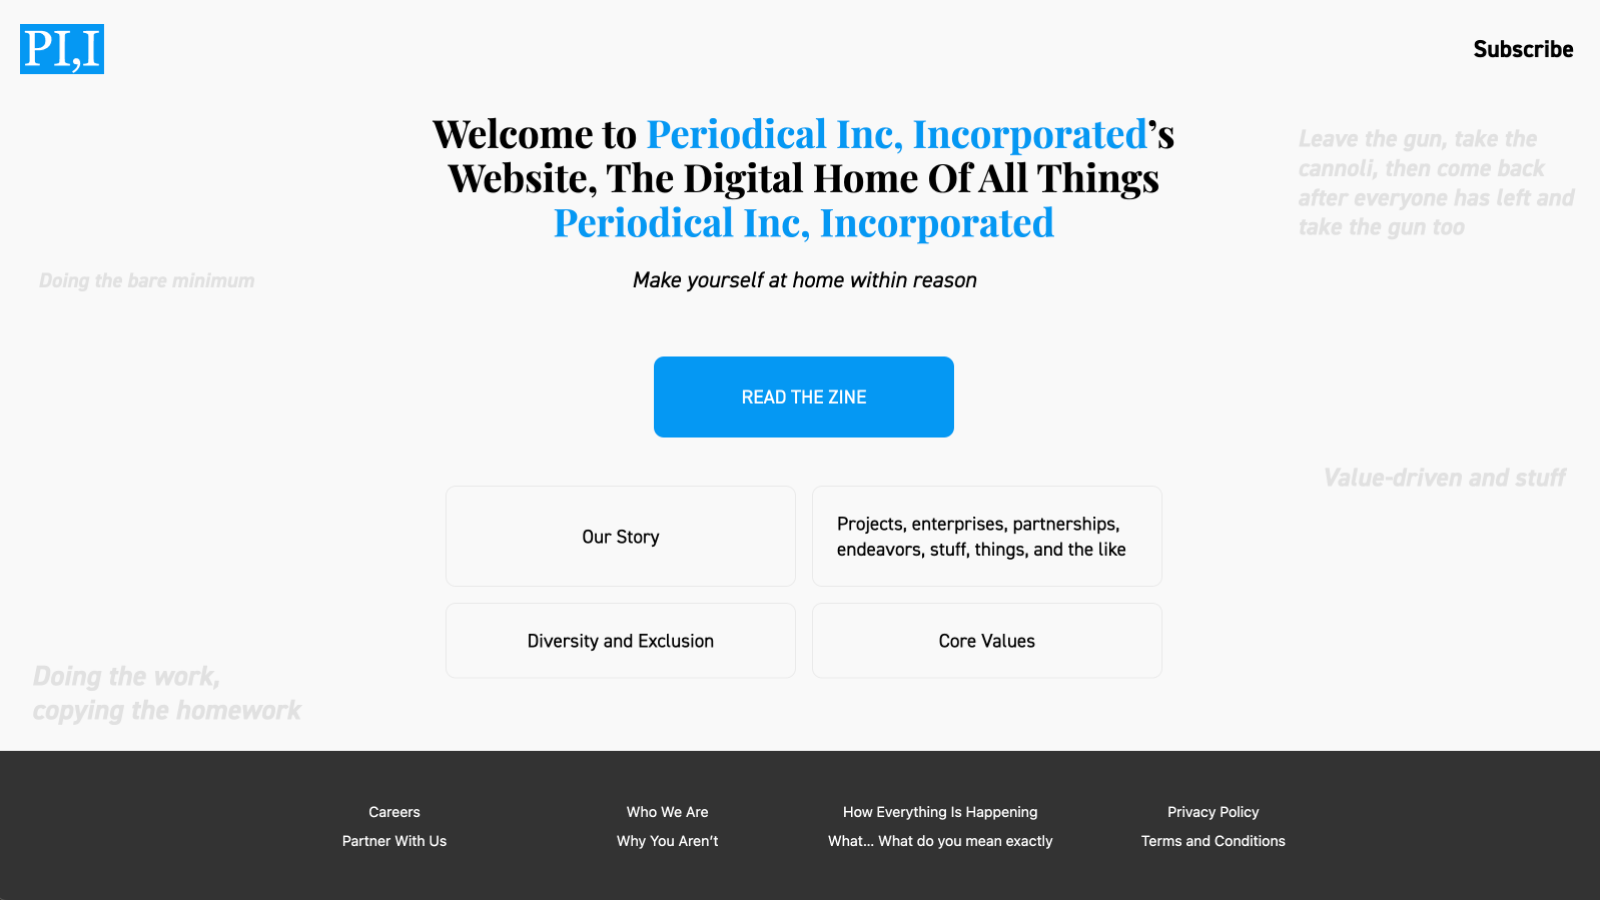 PI,I
Subscribe
Welcome to Periodical Inc, Incorporated’s
Website, The Digital Home Of All Things
Periodical Inc, Incorporated
Make yourself at home within reason
Leave the gun, take the
cannoli, then come back
after everyone has left and
take the gun too
Doing the bare minimum
READ THE ZINE
Value-driven and stuff
Our Story
Projects, enterprises, partnerships,
endeavors, stuff, things, and the like
Diversity and Exclusion
Core Values
Doing the work,
copying the homework
Careers
Partner With Us
Who We Are
Why You Aren’t
How Everything Is Happening
What... What do you mean exactly
Privacy Policy
Terms and Conditions